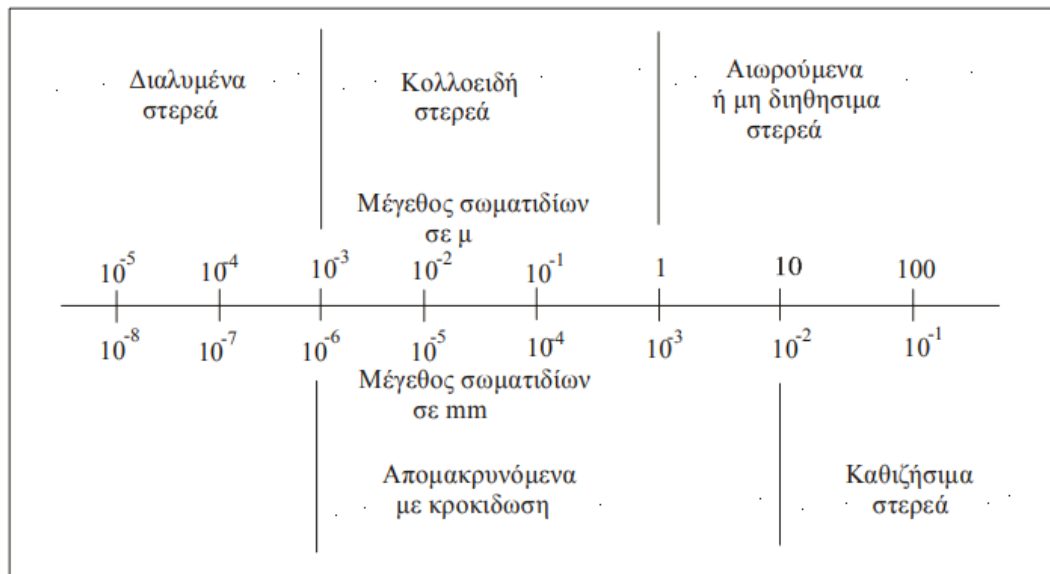 Διαλυμένα
στερεά
Κολλοειδή
στερεά
Αιωρούμενα
ή μη διηθησιμα
στερεά
Μέγεθος σωματιδίων
σε μ
10⁻⁵ 10⁻⁴ 10⁻³ 10⁻² 10⁻¹ 1 10 100
10⁻⁸ 10⁻⁷ 10⁻⁶ 10⁻⁵ 10⁻⁴ 10⁻³ 10⁻² 10⁻¹
Μέγεθος σωματιδίων
σε mm
Απομακρυνόμενα
με κροκιδωση
Καθιζήσιμα
στερεά